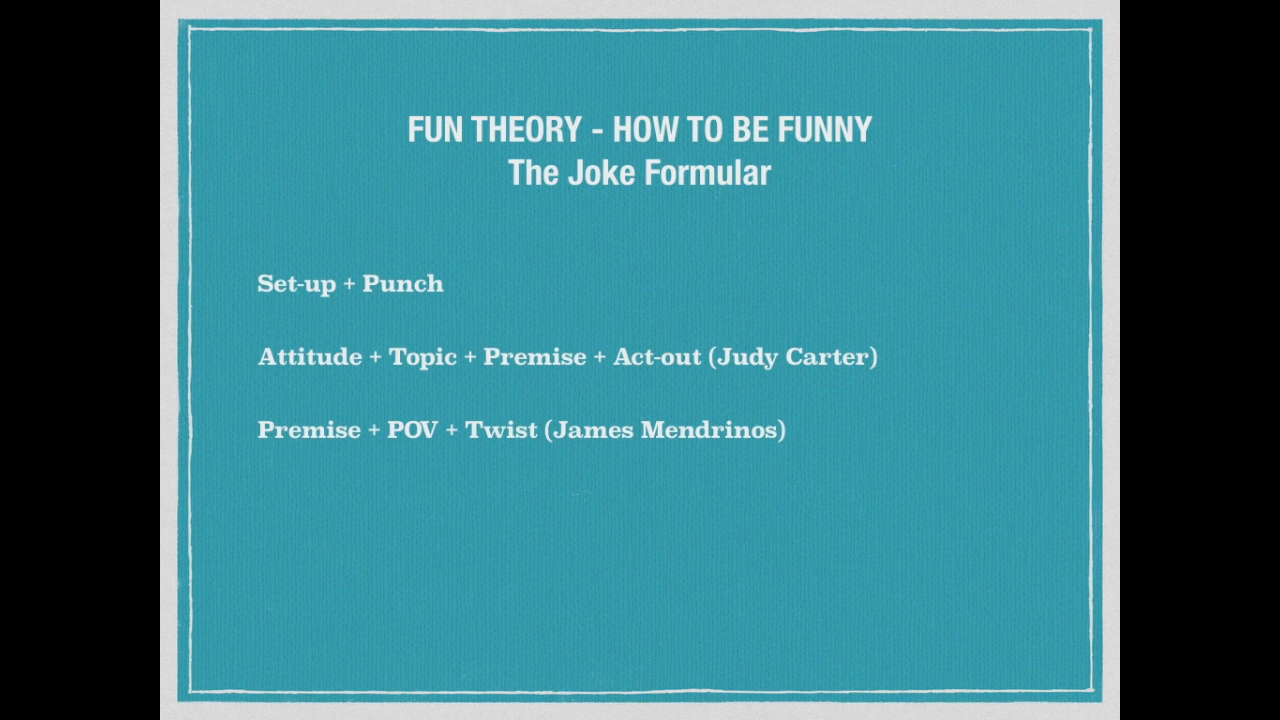 FUN THEORY - HOW TO BE FUNNY
The Joke Formular
Set-up + Punch
Attitude + Topic + Premise + Act-out (Judy Carter)
Premise + POV + Twist (James Mendrinos)